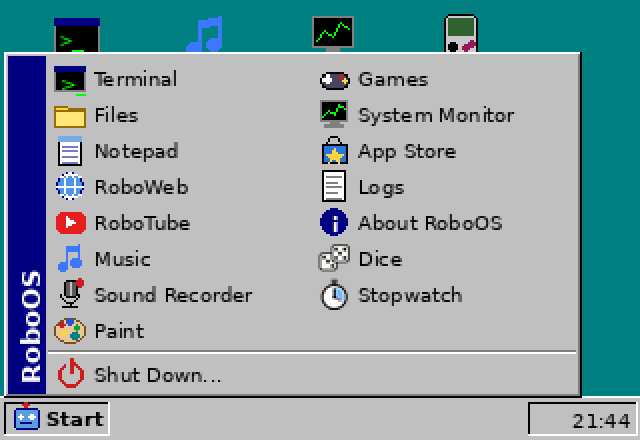 Terminal
Files
Notepad
RoboWeb
RoboTube
Music
Sound Recorder
Paint
Games
System Monitor
App Store
Logs
About RoboOS
Dice
Stopwatch
Shut Down...
RoboOS
Start
21:44